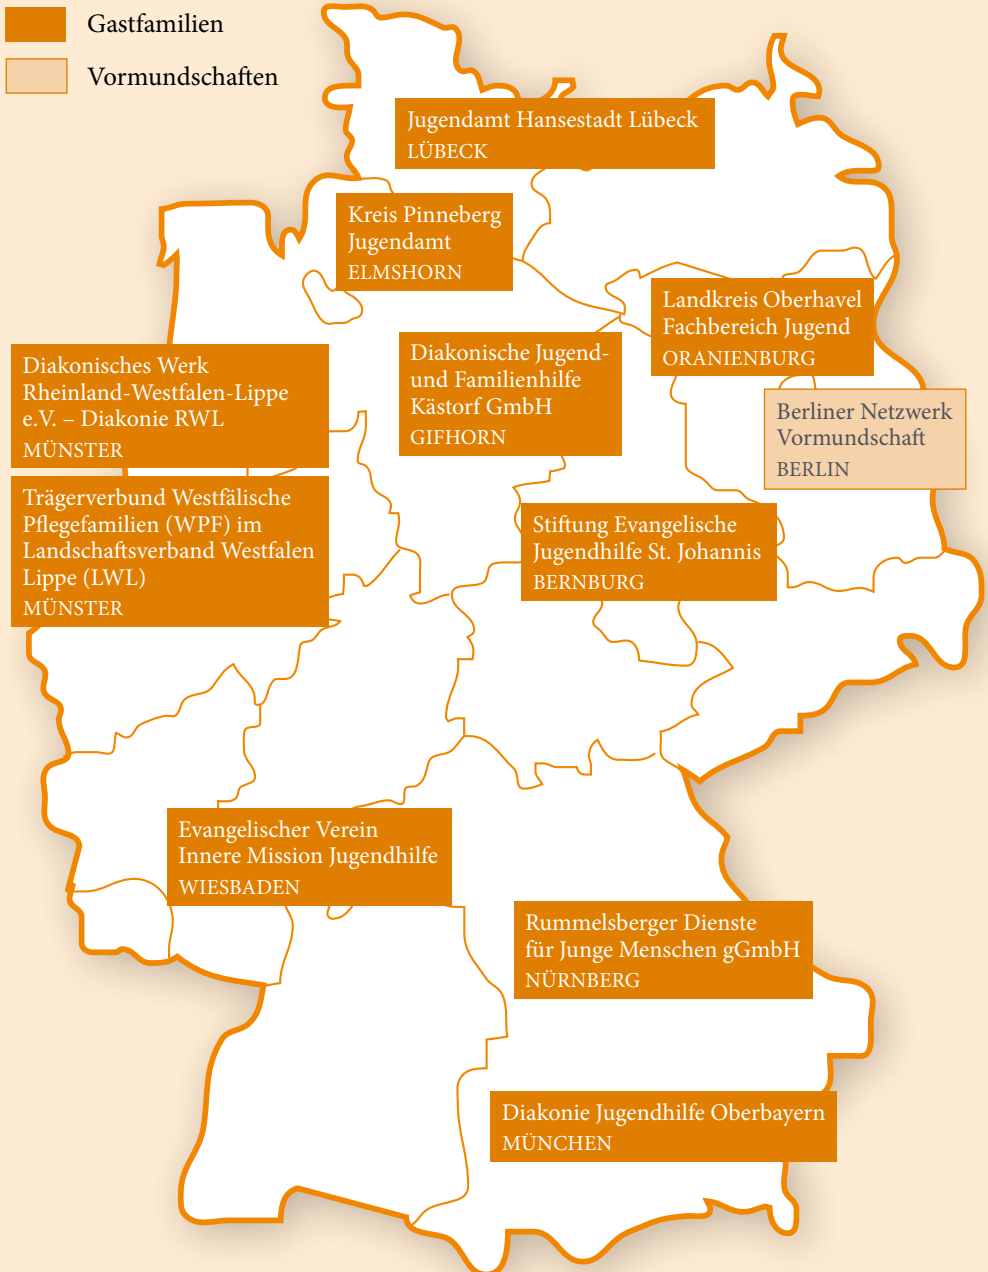 Gastfamilien
Vormundschaften
Jugendamt Hansestadt Lübeck
LÜBECK
Kreis Pinneberg
Jugendamt
ELMSHORN
Landkreis Oberhavel
Fachbereich Jugend
ORANIENBURG
Diakonisches Werk
Rheinland-Westfalen-Lippe
e.V. – Diakonie RWL
MÜNSTER
Diakonische Jugend-
und Familienhilfe
Kästorf GmbH
GIFHORN
Berliner Netzwerk
Vormundschaft
BERLIN
Trägerverbund Westfälische
Pflegefamilien (WPF) im
Landschaftsverband Westfalen
Lippe (LWL)
MÜNSTER
Stiftung Evangelische
Jugendhilfe St. Johannis
BERNBURG
Evangelischer Verein
Innere Mission Jugendhilfe
WIESBADEN
Rummelsberger Dienste
für Junge Menschen gGmbH
NÜRNBERG
Diakonie Jugendhilfe Oberbayern
MÜNCHEN